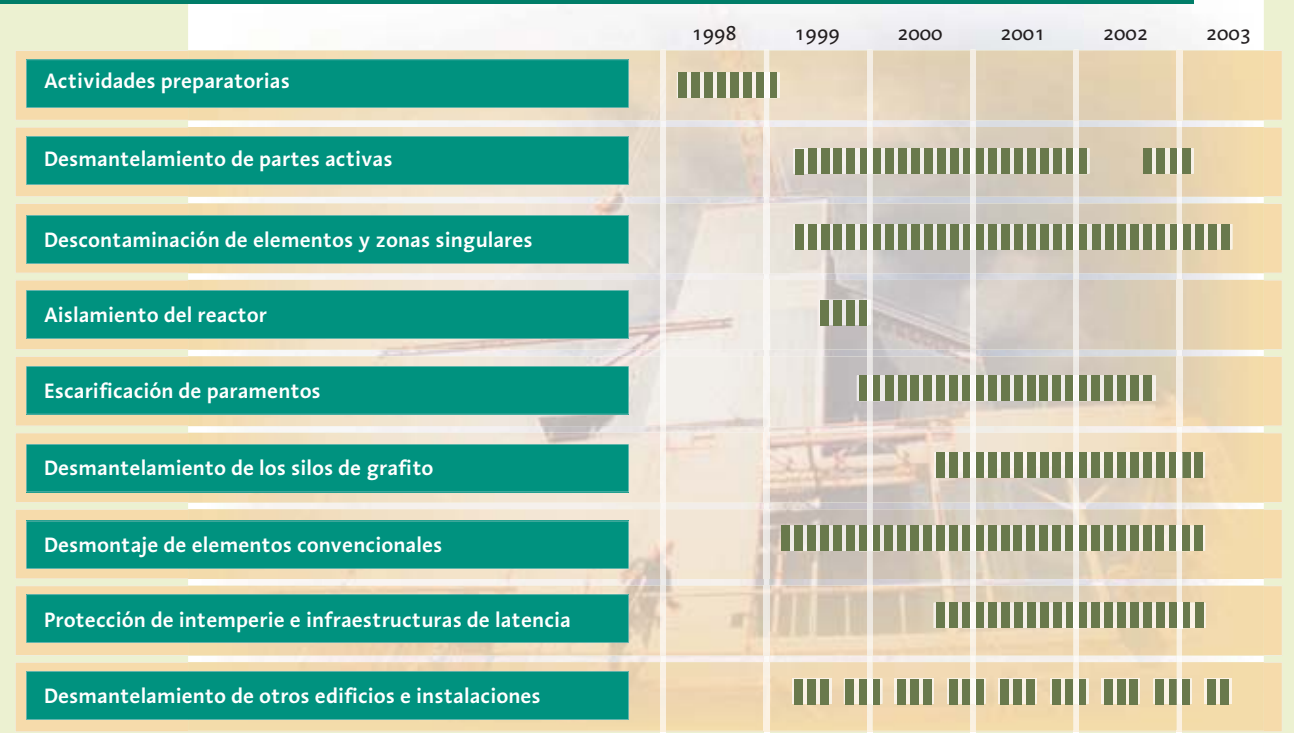 1998 1999 2000 2001 2002 2003
Actividades preparatorias
Desmantelamiento de partes activas
Descontaminación de elementos y zonas singulares
Aislamiento del reactor
Escarificación de paramentos
Desmantelamiento de los silos de grafito
Desmontaje de elementos convencionales
Protección de intemperie e infraestructuras de latencia
Desmantelamiento de otros edificios e instalaciones